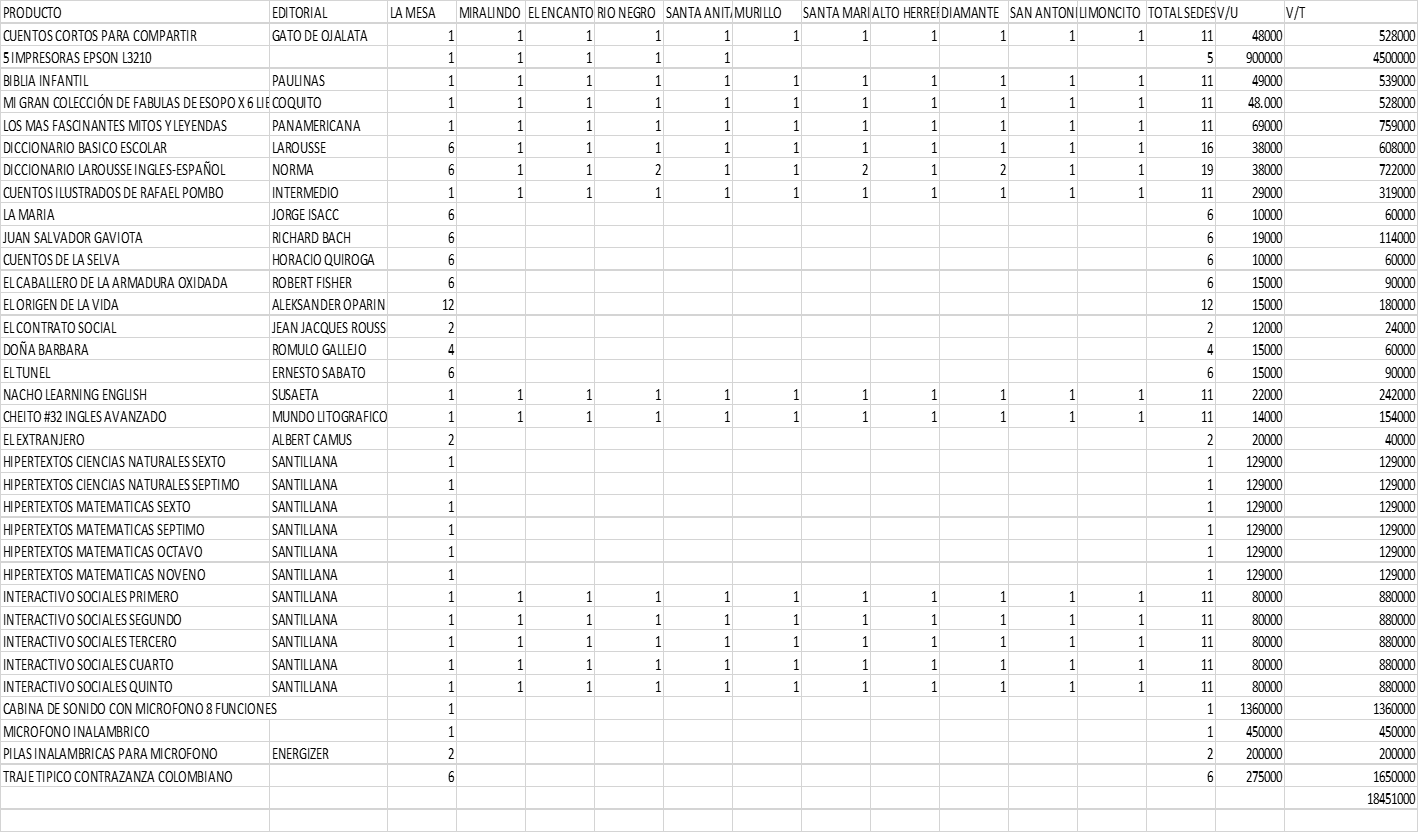 PRODUCTO EDITORIAL LA MESA MIRALINDO EL ENCANTO RIO NEGRO SANTA ANITA MURILLO SANTA MARI ALTO HERRE DIAMANTE SAN ANTONI LIMONCITO TOTAL SEDES V/U V/T
CUENTOS CORTOS PARA COMPARTIR GATO DE OJALATA 1 1 1 1 1 1 1 1 1 1 1 11 48000 528000
5 IMPRESORAS EPSON L3210 1 1 1 1 1 5 900000 4500000
BIBLIA INFANTIL PAULINAS 1 1 1 1 1 1 1 1 1 1 1 11 49000 539000
MI GRAN COLECCIÓN DE FABULAS DE ESOPO X 6 LIE COQUITO 1 1 1 1 1 1 1 1 1 1 1 11 48.000 528000
LOS MAS FASCINANTES MITOS Y LEYENDAS PANAMERICANA 1 1 1 1 1 1 1 1 1 1 1 11 69000 759000
DICCIONARIO BASICO ESCOLAR LAROUSSE 6 1 1 1 1 1 1 1 1 1 1 16 38000 608000
DICCIONARIO LAROUSSE INGLES-ESPAÑOL NORMA 6 1 1 2 1 1 2 1 2 1 1 19 38000 722000
CUENTOS ILUSTRADOS DE RAFAEL POMBO INTERMEDIO 1 1 1 1 1 1 1 1 1 1 1 11 29000 319000
LA MARIA JORGE ISACC 6 6 10000 60000
JUAN SALVADOR GAVIOTA RICHARD BACH 6 6 19000 114000
CUENTOS DE LA SELVA HORACIO QUIROGA 6 6 10000 60000
EL CABALLERO DE LA ARMADURA OXIDADA ROBERT FISHER 6 6 15000 90000
EL ORIGEN DE LA VIDA ALEKSANDER OPARIN 12 12 15000 180000
EL CONTRATO SOCIAL JEAN JACQUES ROUSS 2 2 12000 24000
DOÑA BARBARA ROMULO GALLEJO 4 4 15000 60000
EL TUNEL ERNESTO SABATO 6 6 15000 90000
NACHO LEARNING ENGLISH SUSAETA 1 1 1 1 1 1 1 1 1 1 1 11 22000 242000
CHEITO #32 INGLES AVANZADO MUNDO LITOGRAFICO 1 1 1 1 1 1 1 1 1 1 1 11 14000 154000
EL EXTRANJERO ALBERT CAMUS 2 2 20000 40000
HIPERTEXTOS CIENCIAS NATURALES SEXTO SANTILLANA 1 1 129000 129000
HIPERTEXTOS CIENCIAS NATURALES SEPTIMO SANTILLANA 1 1 129000 129000
HIPERTEXTOS MATEMATICAS SEXTO SANTILLANA 1 1 129000 129000
HIPERTEXTOS MATEMATICAS SEPTIMO SANTILLANA 1 1 129000 129000
HIPERTEXTOS MATEMATICAS OCTAVO SANTILLANA 1 1 129000 129000
HIPERTEXTOS MATEMATICAS NOVENO SANTILLANA 1 1 129000 129000
INTERACTIVO SOCIALES PRIMERO SANTILLANA 1 1 1 1 1 1 1 1 1 1 1 11 80000 880000
INTERACTIVO SOCIALES SEGUNDO SANTILLANA 1 1 1 1 1 1 1 1 1 1 1 11 80000 880000
INTERACTIVO SOCIALES TERCERO SANTILLANA 1 1 1 1 1 1 1 1 1 1 1 11 80000 880000
INTERACTIVO SOCIALES CUARTO SANTILLANA 1 1 1 1 1 1 1 1 1 1 1 11 80000 880000
INTERACTIVO SOCIALES QUINTO SANTILLANA 1 1 1 1 1 1 1 1 1 1 1 11 80000 880000
CABINA DE SONIDO CON MICROFONO 8 FUNCIONES 1 1 1360000 1360000
MICROFONO INALAMBRICO 1 1 450000 450000
PILAS INALAMBRICAS PARA MICROFONO ENERGIZER 2 2 200000 200000
TRAJE TIPICO CONTRAZANZA COLOMBIANO 6 6 275000 1650000
18451000